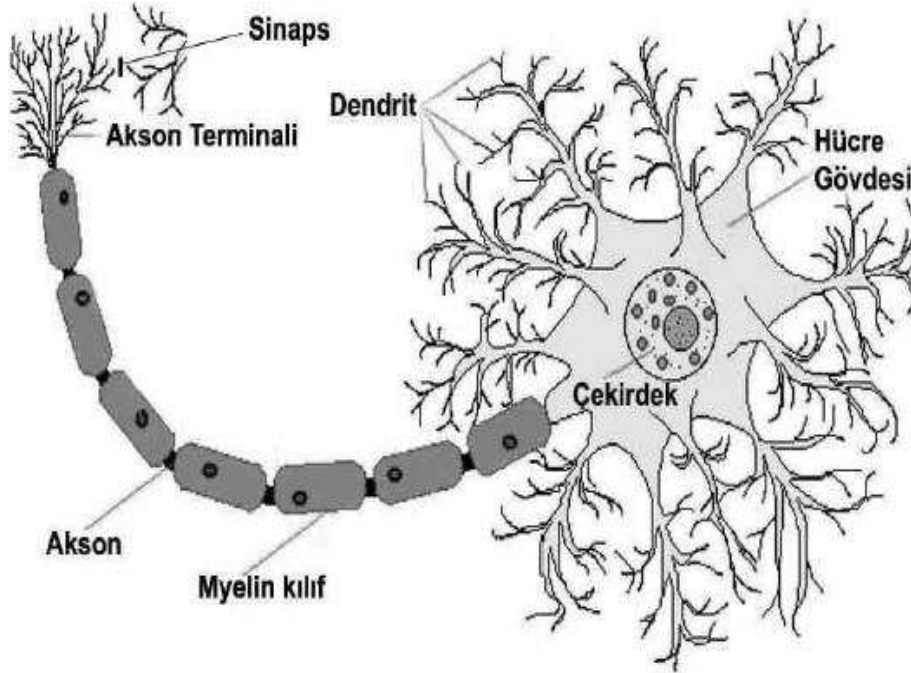 Sinaps
Akson Terminali
Dendrit
Hücre
Gövdesi
Çekirdek
Akson
Myelin kılıf